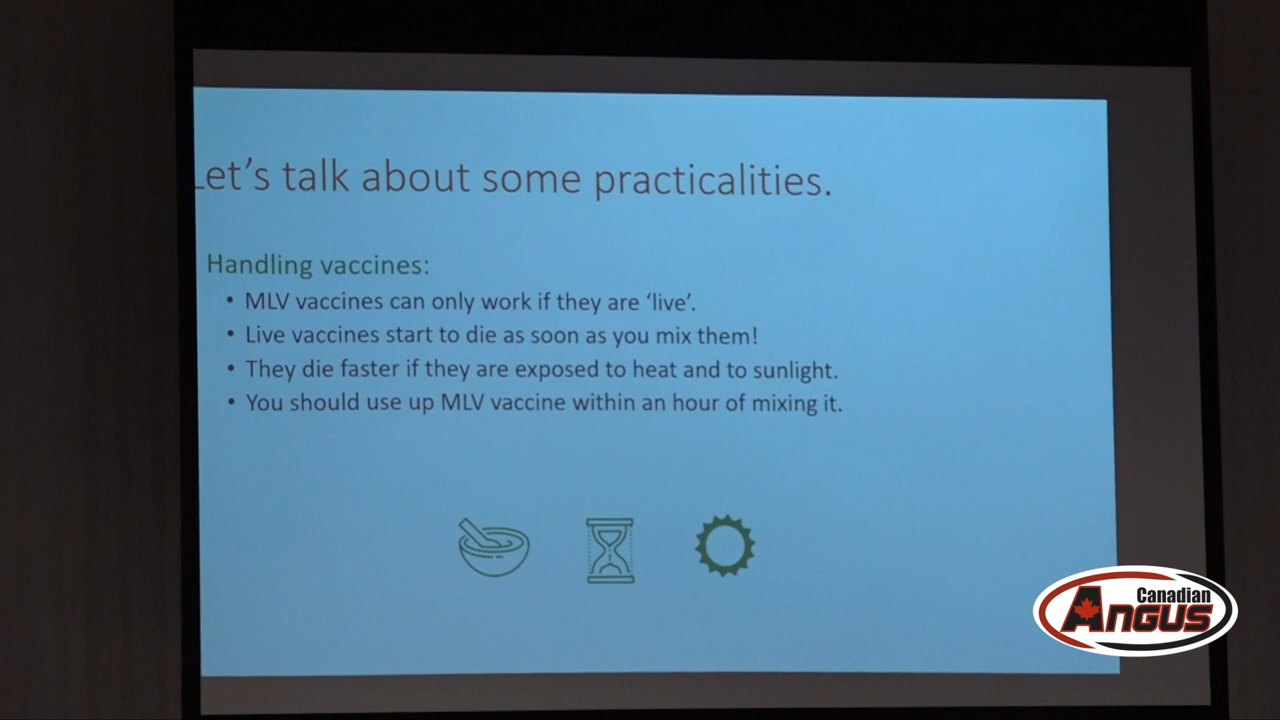 Let's talk about some practicalities.
Handling vaccines:
• MLV vaccines can only work if they are ‘live’.
• Live vaccines start to die as soon as you mix them!
• They die faster if they are exposed to heat and to sunlight.
• You should use up MLV vaccine within an hour of mixing it.
Canadian
ANGUS